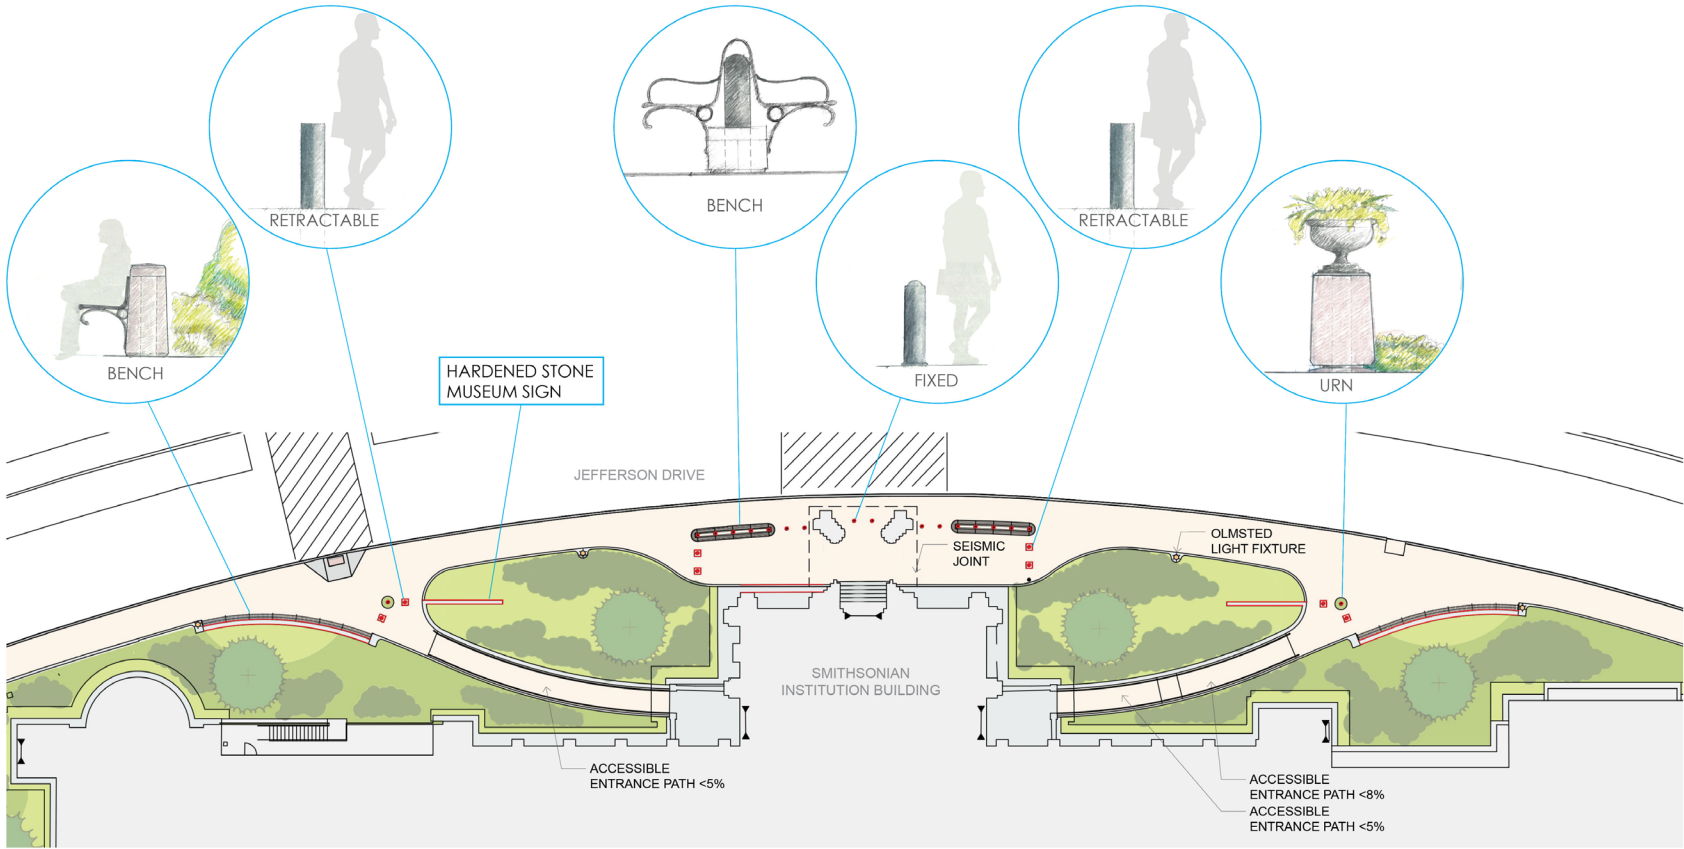 RETRACTABLE
BENCH
RETRACTABLE
BENCH
FIXED
URN
HARDENED STONE
MUSEUM SIGN
JEFFERSON DRIVE
SEISMIC
JOINT
OLMSTED
LIGHT FIXTURE
SMITHSONIAN
INSTITUTION BUILDING
ACCESSIBLE
ENTRANCE PATH <5%
ACCESSIBLE
ENTRANCE PATH <8%
ACCESSIBLE
ENTRANCE PATH <5%